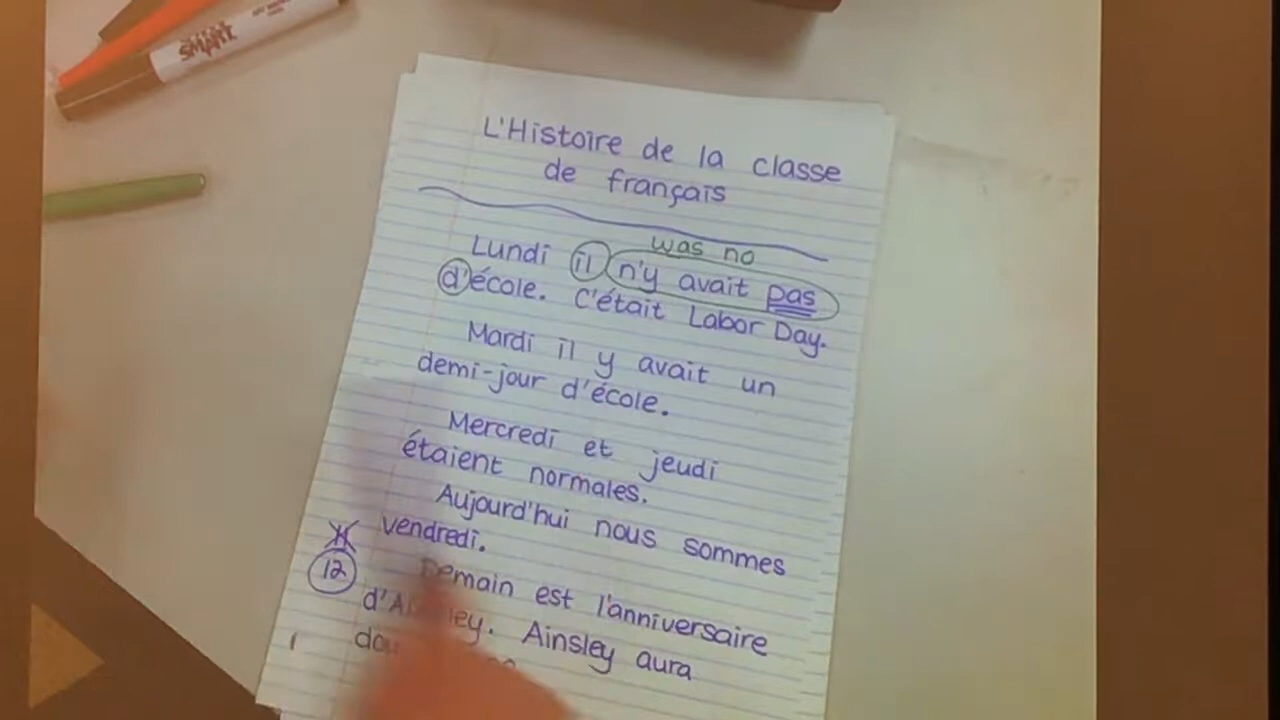 SMART
L'Histoire de la classe
de français
was no
Lundi il n'y avait pas
d'école. C'était Labor Day.
Mardi il y avait un
demi-jour d'école.
Mercredi et jeudi
étaient normales.
Aujourd'hui nous sommes
vendredi.
12
Demain est l'anniversaire
Ainsley aura